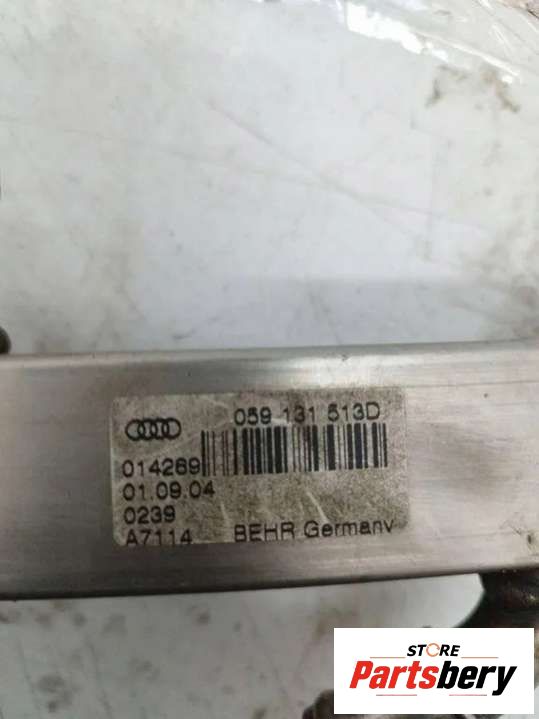 059 131 513D
014269
01.09.04
0239
A7114 BEHR Germany
STORE
Partsbery